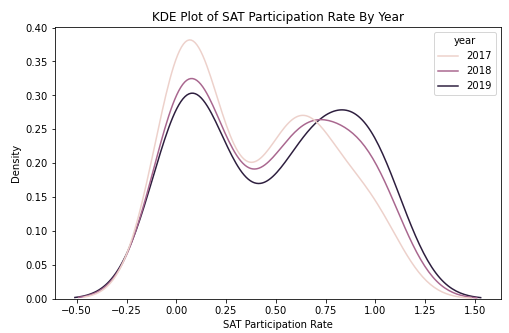 KDE Plot of SAT Participation Rate By Year
year
2017
2018
2019
Density
0.40
0.35
0.30
0.25
0.20
0.15
0.10
0.05
0.00
−0.50 −0.25 0.00 0.25 0.50 0.75 1.00 1.25 1.50
SAT Participation Rate